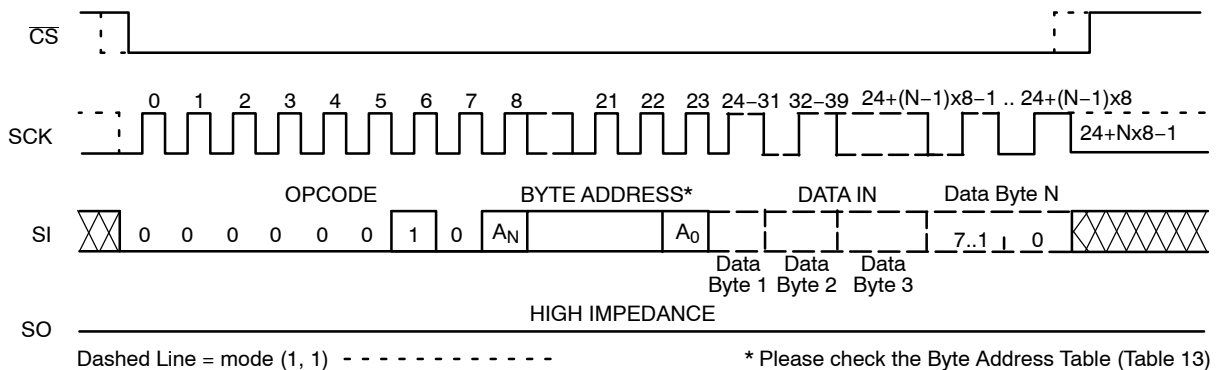 CS
0 1 2 3 4 5 6 7 8 21 22 23 24–31 32–39 24+(N–1)x8–1 .. 24+(N–1)x8
SCK
24+Nx8–1
OPCODE BYTE ADDRESS* DATA IN Data Byte N
SI 0 0 0 0 0 0 1 0 AN A0 7..1 0
Data Byte 1 Data Byte 2 Data Byte 3
HIGH IMPEDANCE
SO
Dashed Line = mode (1, 1) * Please check the Byte Address Table (Table 13)